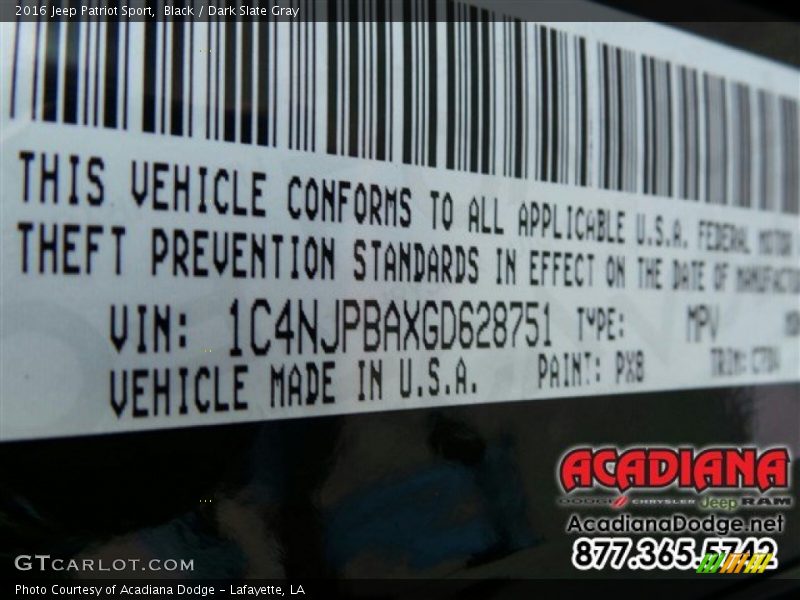 2016 Jeep Patriot Sport,  Black / Dark Slate Gray
THIS VEHICLE CONFORMS TO ALL APPLICABLE U.S.A. FEDERAL MOTOR
THEFT PREVENTION STANDARDS IN EFFECT ON THE DATE OF MANUFACTU
VIN: 1C4NJPBAXGD628751 TYPE: MPV
VEHICLE MADE IN U.S.A. PAINT: PX8 TRIM:
ACADIANA
DODGE CHRYSLER Jeep RAM
AcadianaDodge.net
877.365.5742
GTCARLOT.COM
Photo Courtesy of Acadiana Dodge - Lafayette, LA